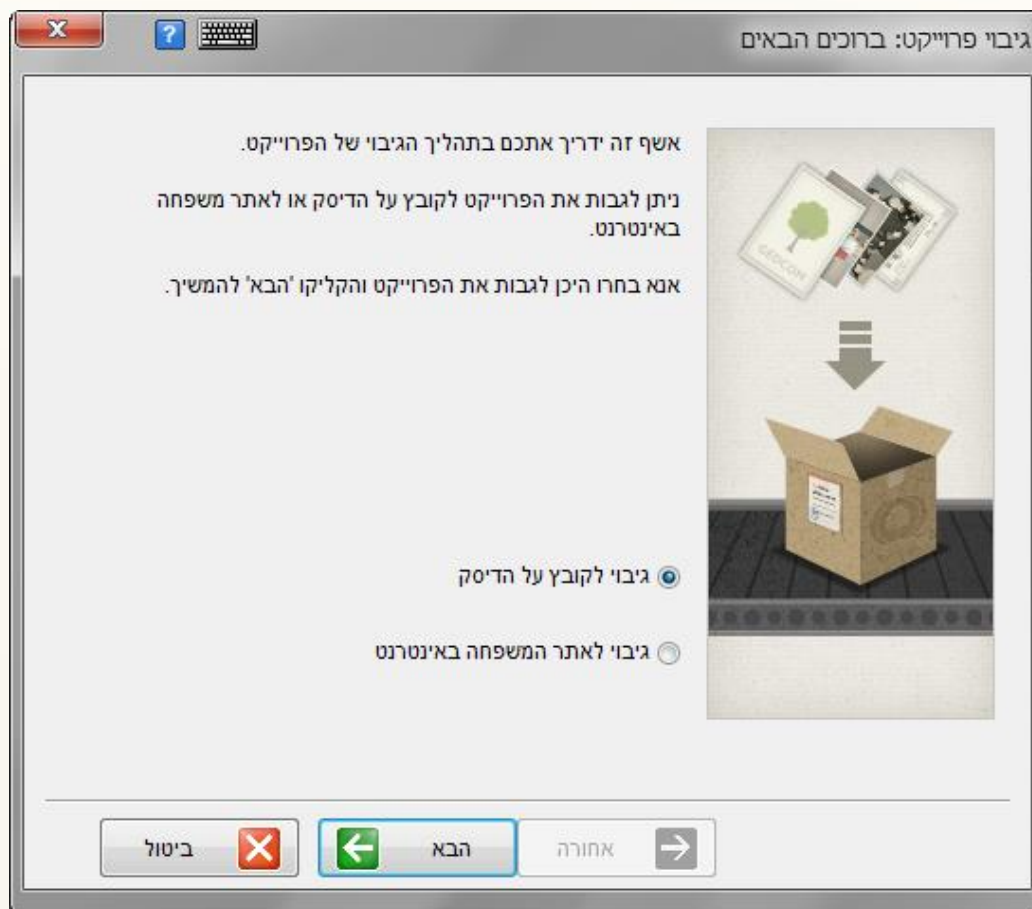 גיבוי פרוייקט: ברוכים הבאים
אשף זה ידריך אתכם בתהליך הגיבוי של הפרוייקט.
ניתן לגבות את הפרוייקט לקובץ על הדיסק או לאתר משפחה
באינטרנט.
אנא בחרו היכן לגבות את הפרוייקט והקליקו 'הבא' להמשיך.
GEDCOM
גיבוי לקובץ על הדיסק
גיבוי לאתר המשפחה באינטרנט
אחורה
הבא
ביטול